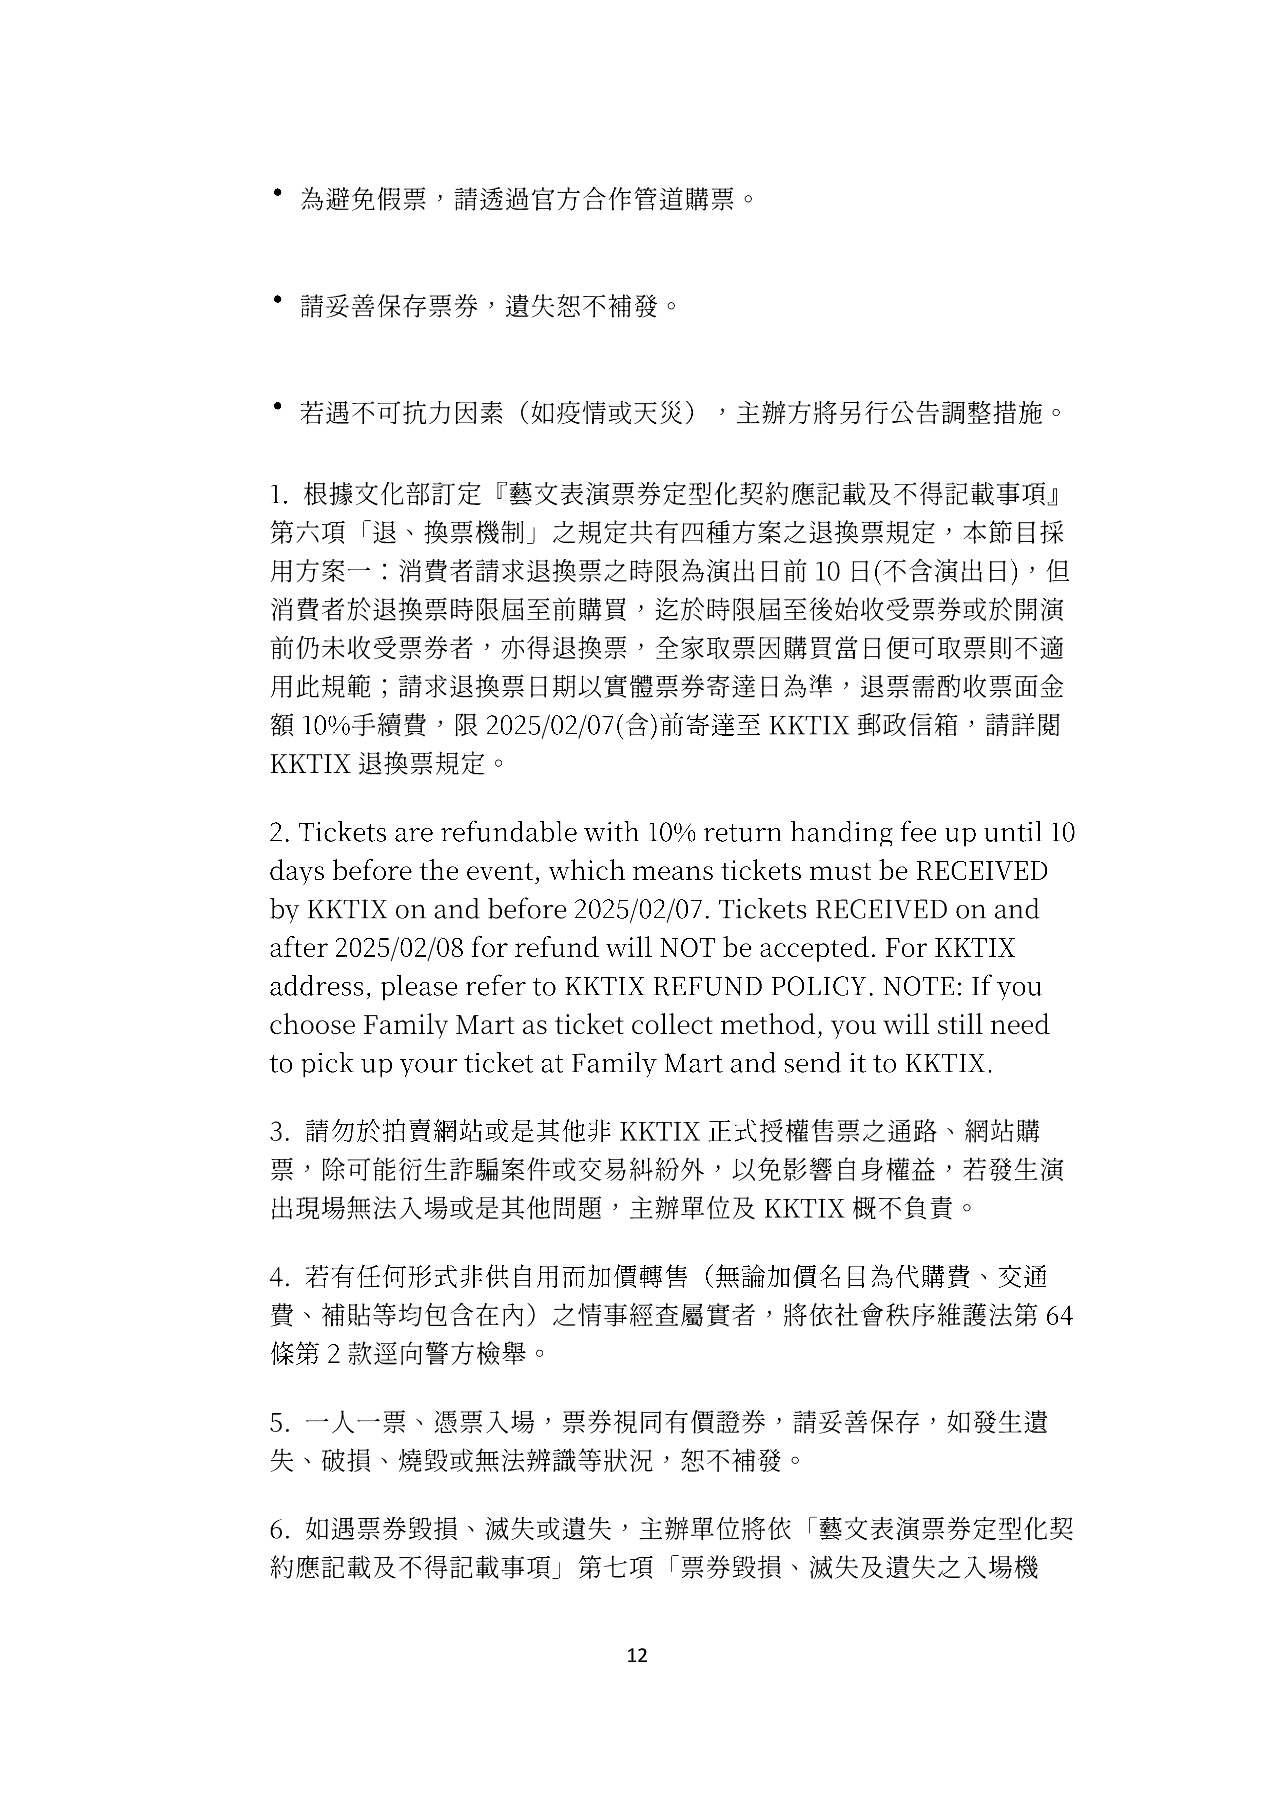 • 為避免假票，請透過官方合作管道購票。
• 請妥善保存票券，遺失恕不補發。
• 若遇不可抗力因素（如疫情或天災），主辦方將另行公告調整措施。
1. 根據文化部訂定『藝文表演票券定型化契約應記載及不得記載事項』
第六項「退、換票機制」之規定共有四種方案之退換票規定，本節目採
用方案一：消費者請求退換票之時限為演出日前 10 日(不含演出日)，但
消費者於退換票時限屆至前購買，迄於時限屆至後始收受票券或於開演
前仍未收受票券者，亦得退換票，全家取票因購買當日便可取票則不適
用此規範；請求退換票日期以實體票券寄達日為準，退票需酌收票面金
額 10%手續費，限 2025/02/07(含)前寄達至 KKTIX 郵政信箱，請詳閱
KKTIX 退換票規定。
2. Tickets are refundable with 10% return handing fee up until 10
days before the event, which means tickets must be RECEIVED
by KKTIX on and before 2025/02/07. Tickets RECEIVED on and
after 2025/02/08 for refund will NOT be accepted. For KKTIX
address, please refer to KKTIX REFUND POLICY. NOTE: If you
choose Family Mart as ticket collect method, you will still need
to pick up your ticket at Family Mart and send it to KKTIX.
3. 請勿於拍賣網站或是其他非 KKTIX 正式授權售票之通路、網站購
票，除可能衍生詐騙案件或交易糾紛外，以免影響自身權益，若發生演
出現場無法入場或是其他問題，主辦單位及 KKTIX 概不負責。
4. 若有任何形式非供自用而加價轉售（無論加價名目為代購費、交通
費、補貼等均包含在內）之情事經查屬實者，將依社會秩序維護法第 64
條第 2 款逕向警方檢舉。
5. 一人一票、憑票入場，票券視同有價證券，請妥善保存，如發生遺
失、破損、燒毀或無法辨識等狀況，恕不補發。
6. 如遇票券毀損、滅失或遺失，主辦單位將依「藝文表演票券定型化契
約應記載及不得記載事項」第七項「票券毀損、滅失及遺失之入場機
12